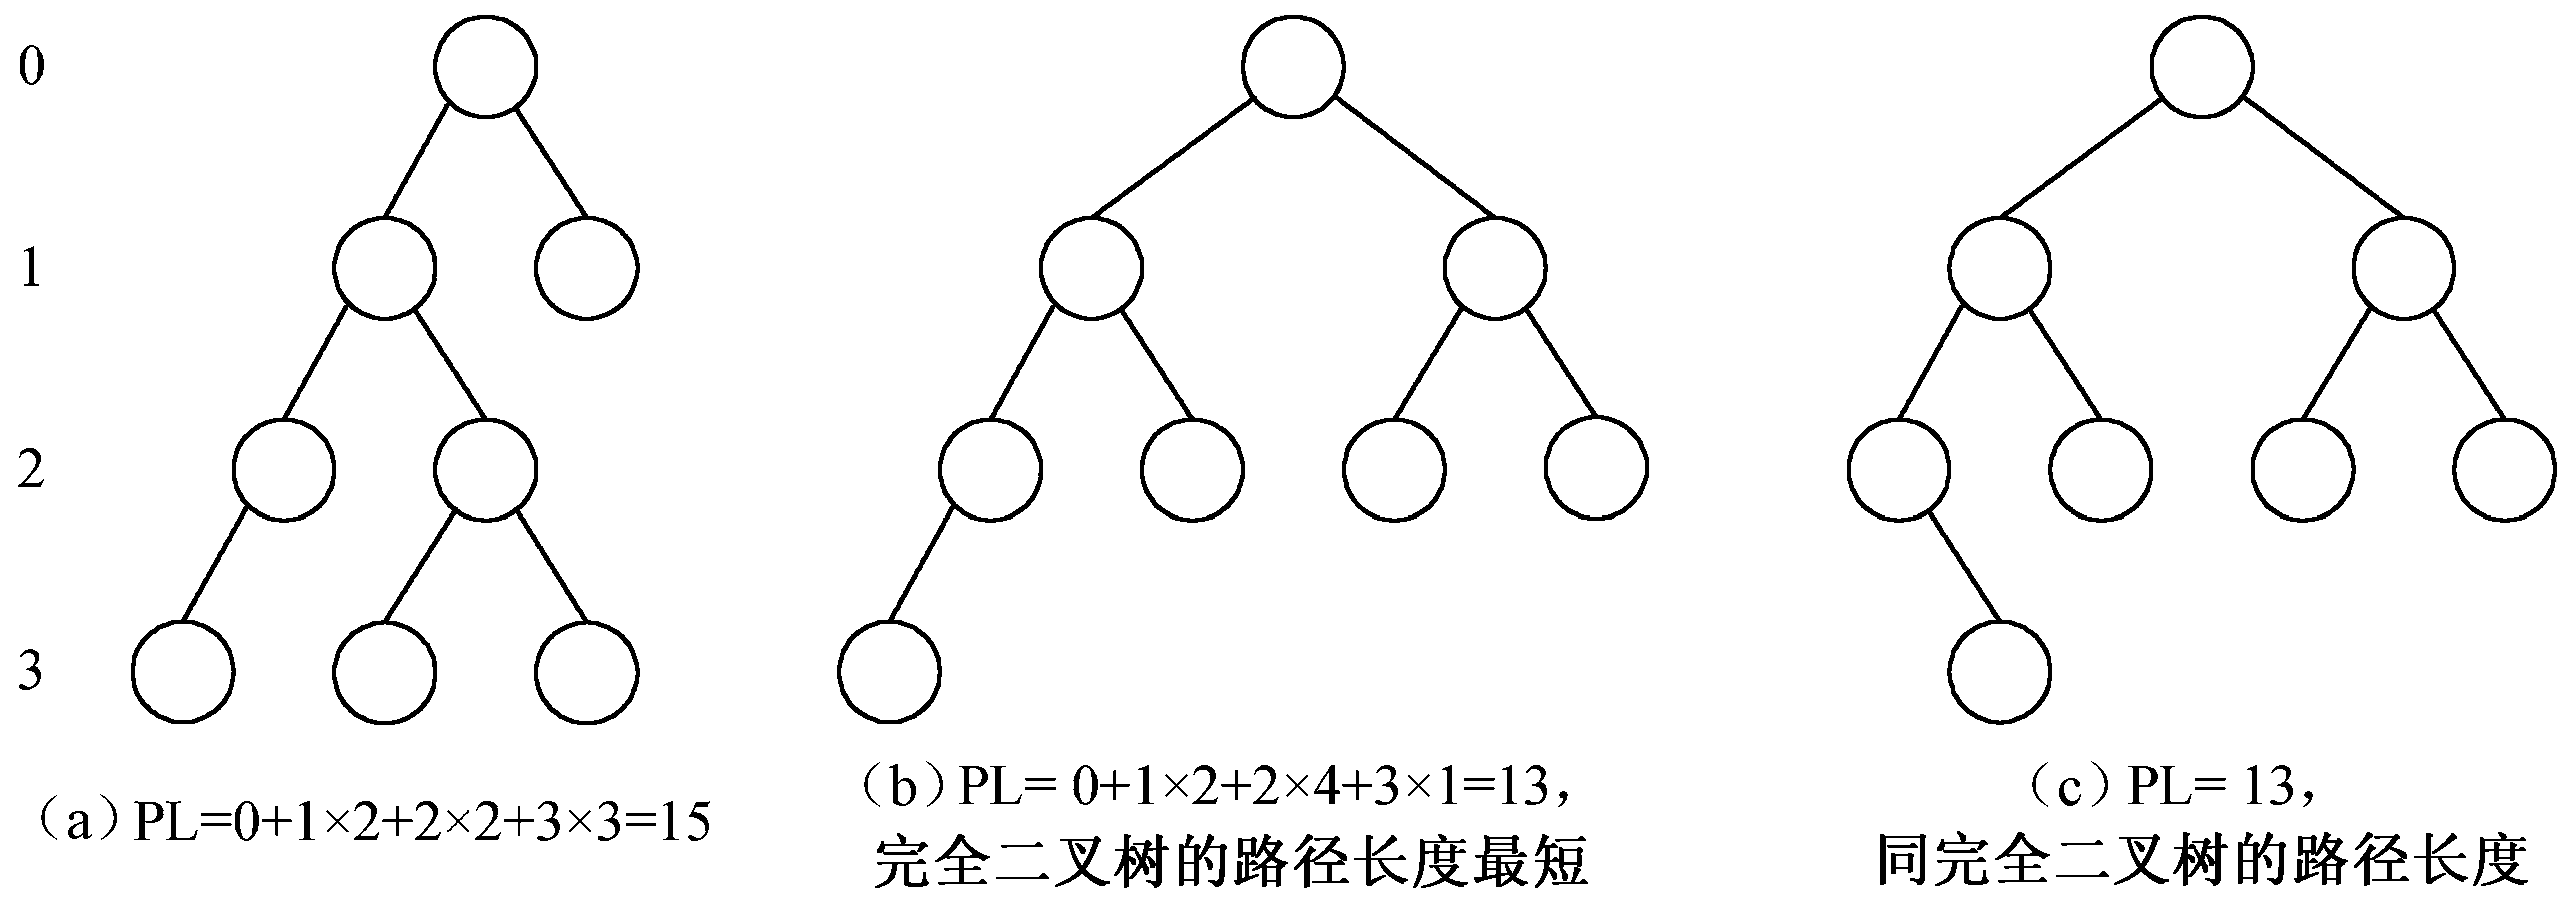 0
1
2
3
（a）PL=0+1×2+2×2+3×3=15
（b）PL= 0+1×2+2×4+3×1=13，
完全二叉树的路径长度最短
（c）PL= 13，
同完全二叉树的路径长度